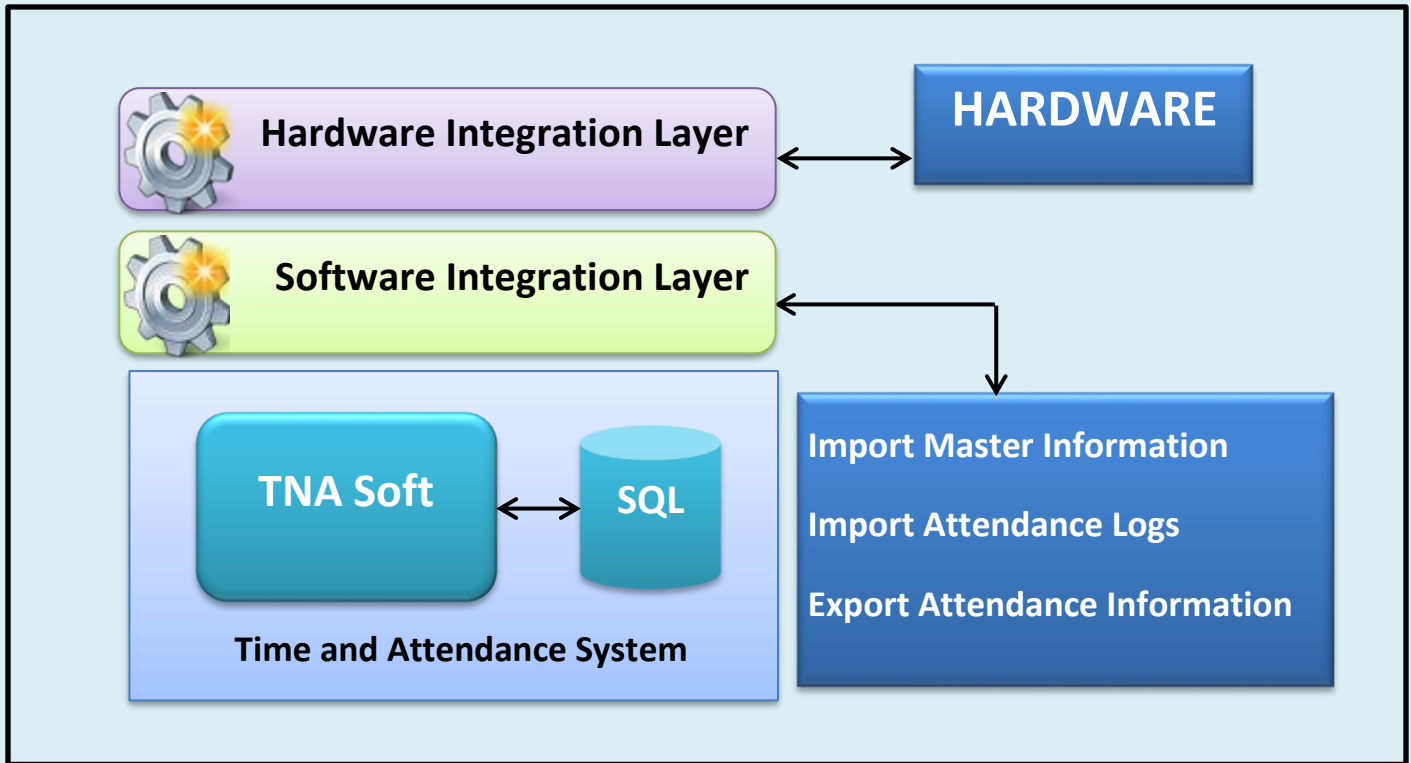 Hardware Integration Layer
HARDWARE
Software Integration Layer
TNA Soft
SQL
Time and Attendance System
Import Master Information
Import Attendance Logs
Export Attendance Information